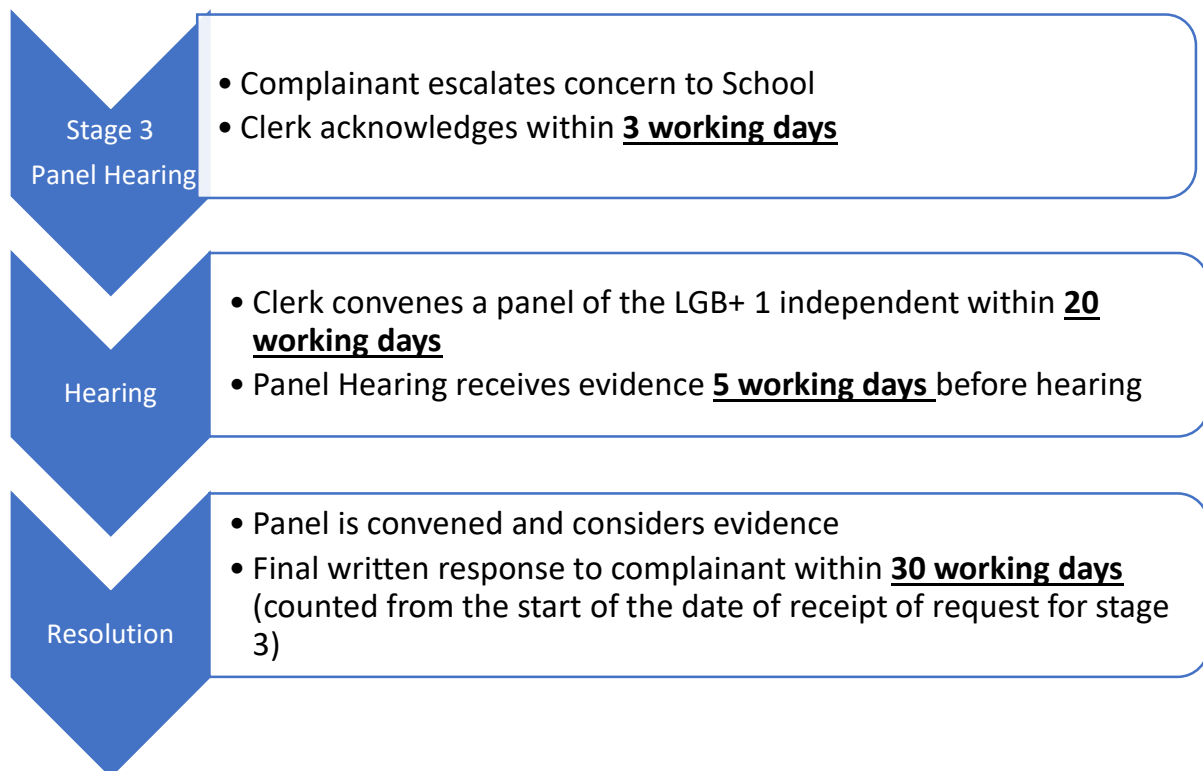 Stage 3
Panel Hearing
• Complainant escalates concern to School
• Clerk acknowledges within 3 working days
Hearing
• Clerk convenes a panel of the LGB+ 1 independent within 20
working days
• Panel Hearing receives evidence 5 working days before hearing
Resolution
• Panel is convened and considers evidence
• Final written response to complainant within 30 working days
(counted from the start of the date of receipt of request for stage
3)